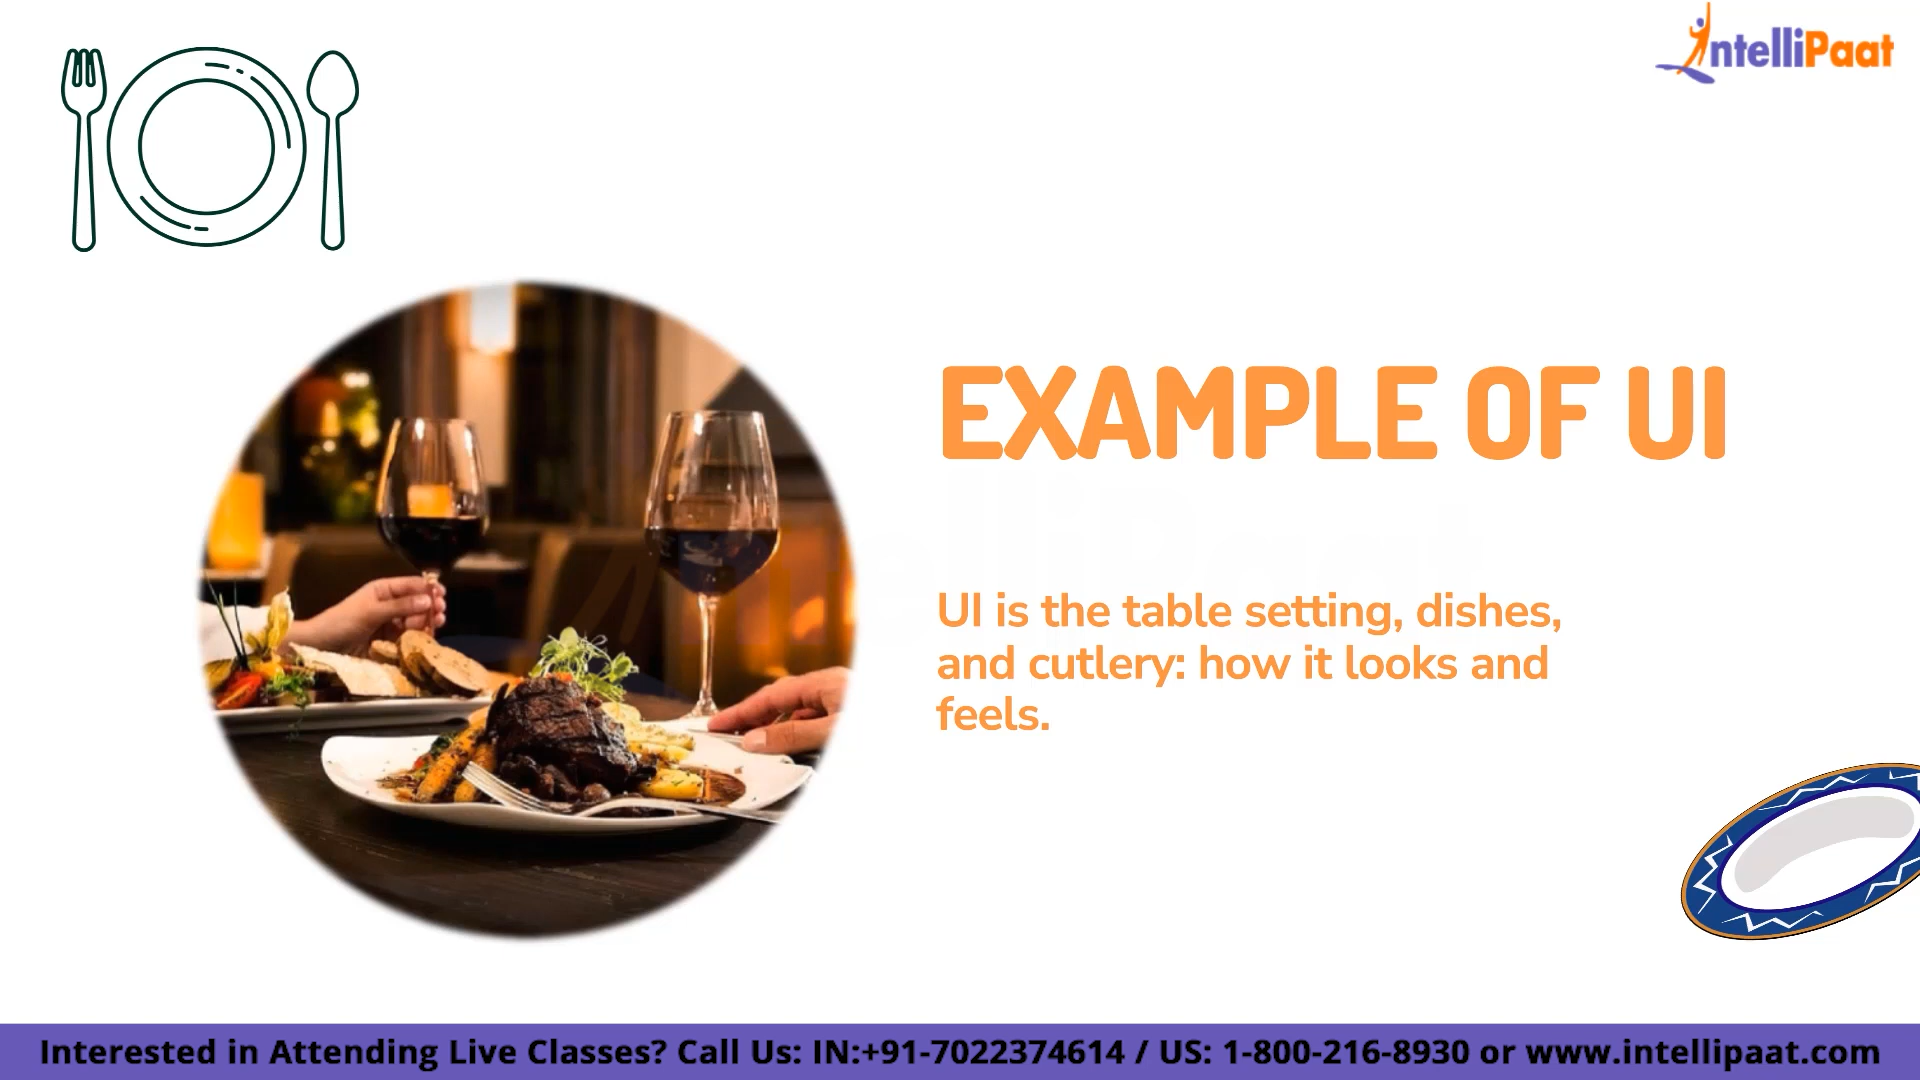 IntelliPaat
EXAMPLE OF UI
UI is the table setting, dishes,
and cutlery: how it looks and
feels.
Interested in Attending Live Classes? Call Us: IN:+91-7022374614 / US: 1-800-216-8930 or www.intellipaat.com